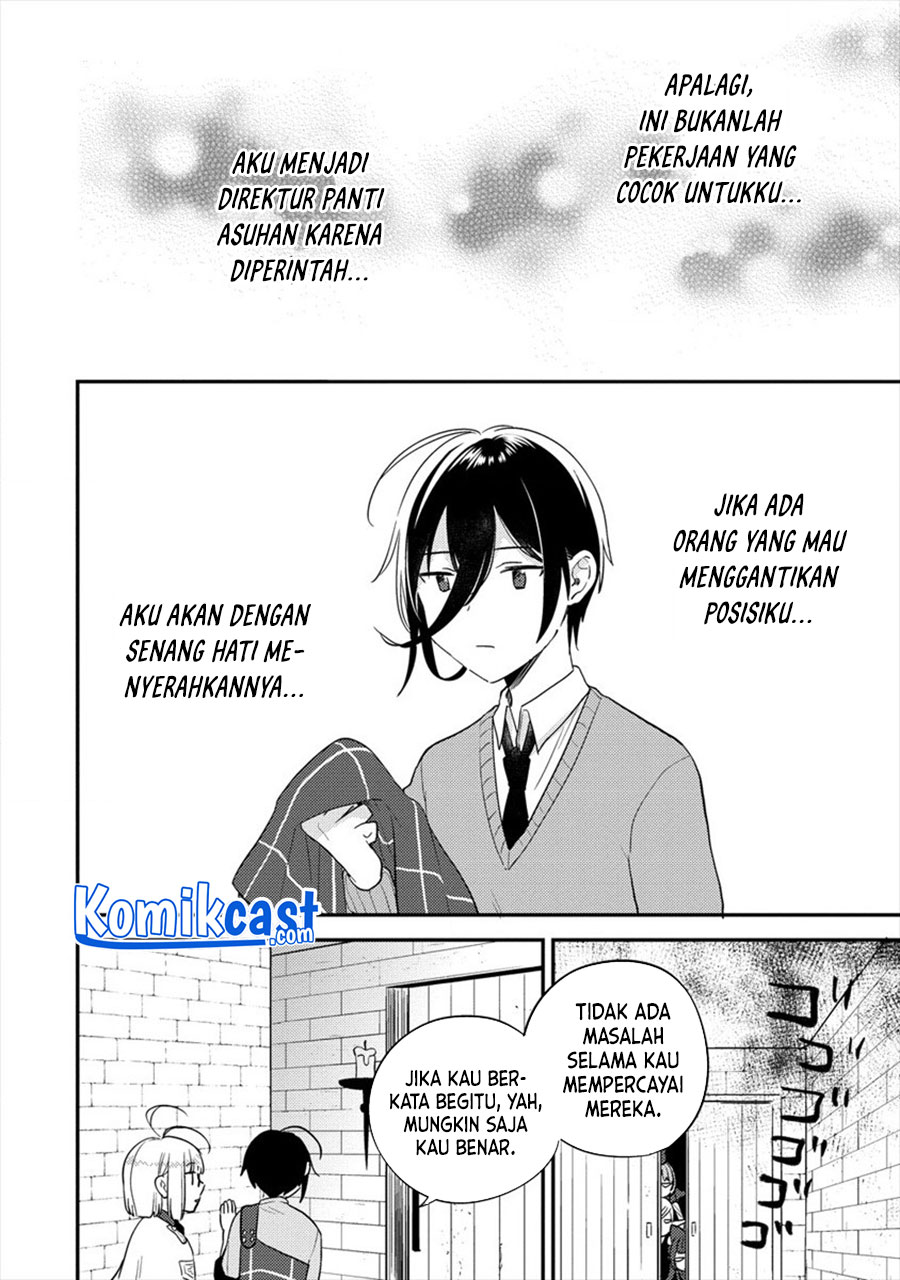 APALAGI,
INI BUKANLAH
PEKERJAAN YANG
COCOK UNTUKKU...
AKU MENJADI
DIREKTUR PANTI
ASUHAN KARENA
DIPERINTAH...
JIKA ADA
ORANG YANG MAU
MENGGANTIKAN
POSISIKU...
AKU AKAN DENGAN
SENANG HATI ME-
NYERAHKANNYA...
Komikcast
.com
TIDAK ADA
MASALAH
SELAMA KAU
MEMPERCAYAI
MEREKA.
JIKA KAU BER-
KATA BEGITU, YAH,
MUNGKIN SAJA
KAU BENAR.